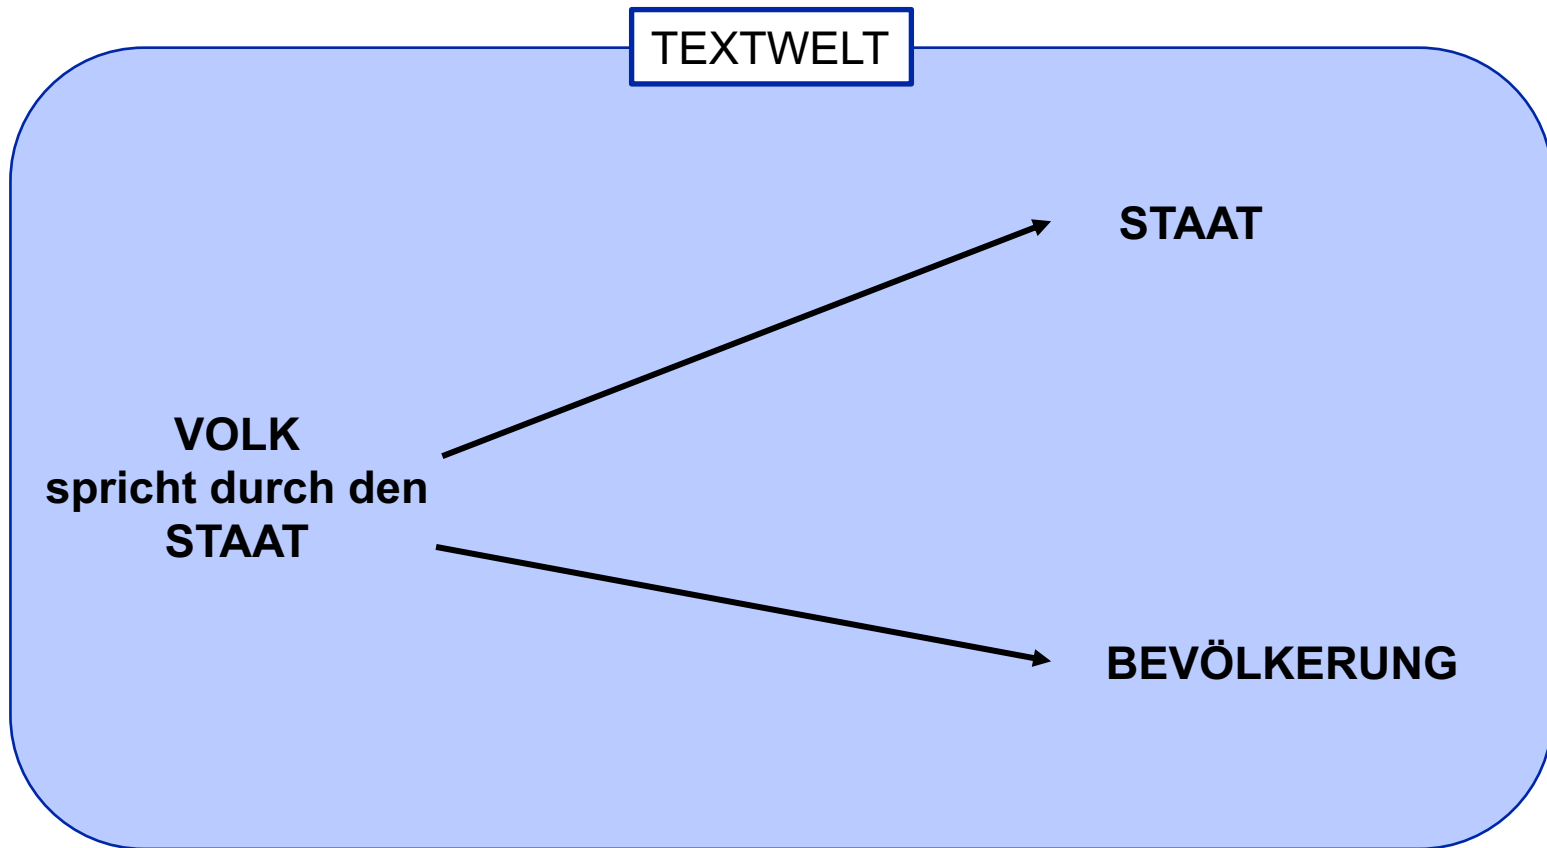 TEXTWELT
STAAT
VOLK
spricht durch den
STAAT
BEVÖLKERUNG